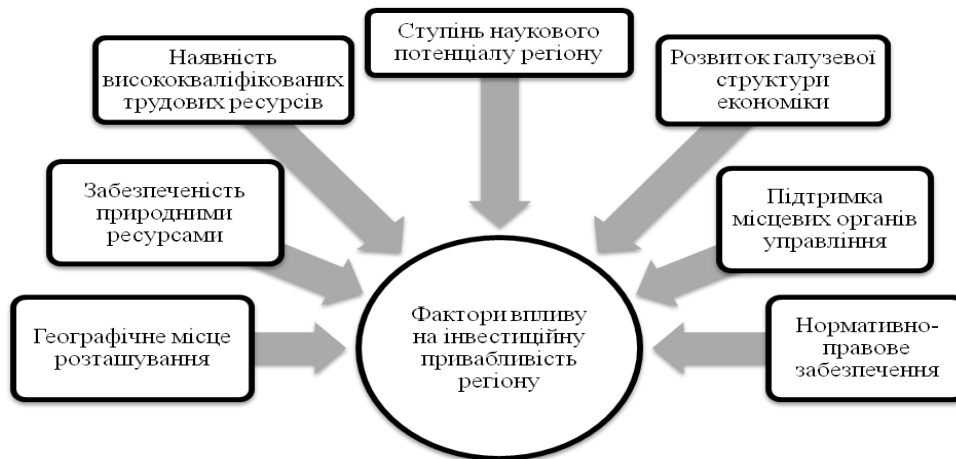 Ступінь наукового
потенціалу регіону
Наявність
висококваліфікованих
трудових ресурсів
Розвиток галузевої
структури
економіки
Забезпеченість
природними
ресурсами
Підтримка
місцевих органів
управління
Географічне місце
розташування
Фактори впливу
на інвестиційну
привабливість
регіону
Нормативно-
правове
забезпечення